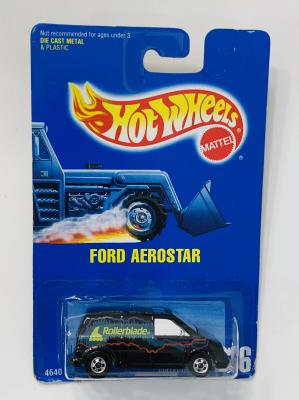 Not recommended for ages under 3
DIE CAST METAL
& PLASTIC
Hot Wheels
MATTEL
FORD AEROSTAR
Rollerblade
4640